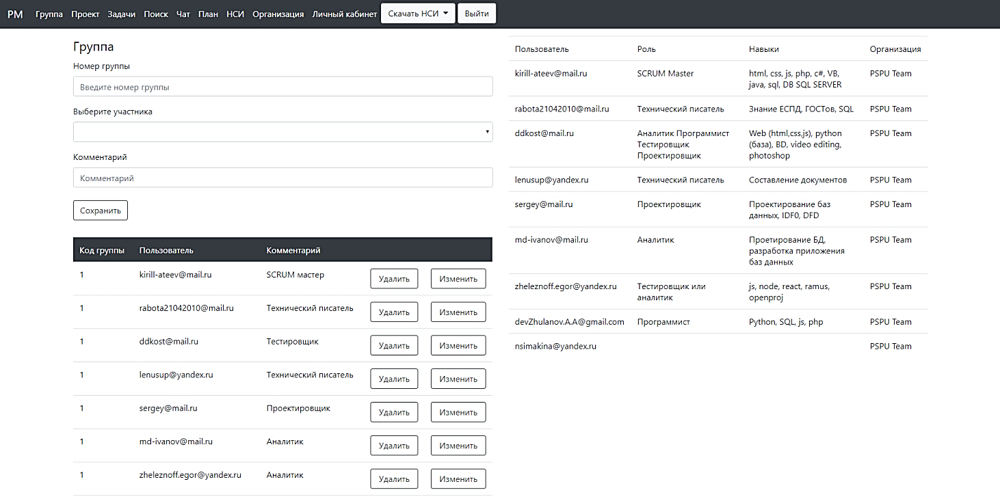 PM Группа Проект Задачи Поиск Чат План НСИ Организация Личный кабинет Скачать НСИ Выйти
Группа
Номер группы
Введите номер группы
Выберите участника
Комментарий
Комментарий
Сохранить
Код группы Пользователь Комментарий
1 kirill-ateev@mail.ru SCRUM мастер Удалить Изменить
1 rabota21042010@mail.ru Технический писатель Удалить Изменить
1 ddkost@mail.ru Тестировщик Удалить Изменить
1 lenusup@yandex.ru Технический писатель Удалить Изменить
1 sergey@mail.ru Проектировщик Удалить Изменить
1 md-ivanov@mail.ru Аналитик Удалить Изменить
1 zheleznoff.egor@yandex.ru Аналитик Удалить Изменить
Пользователь Роль Навыки Организация
kirill-ateev@mail.ru SCRUM Master html, css, js, php, c#, VB, PSPU Team
java, sql, DB SQL SERVER
rabota21042010@mail.ru Технический писатель Знание ЕСПД, ГОСТов, SQL PSPU Team
ddkost@mail.ru Аналитик Программист Web (html,css,js), python PSPU Team
Тестировщик (база), BD, video editing,
Проектировщик photoshop
lenusup@yandex.ru Технический писатель Составление документов PSPU Team
sergey@mail.ru Проектировщик Проектирование баз PSPU Team
данных, IDF0, DFD
md-ivanov@mail.ru Аналитик Проетирование БД, PSPU Team
разработка приложения
баз данных
zheleznoff.egor@yandex.ru Тестировщик или js, node, react, ramus, PSPU Team
аналитик openproj
devZhulanov.A.A@gmail.com Программист Python, SQL, js, php PSPU Team
nsimakina@yandex.ru PSPU Team